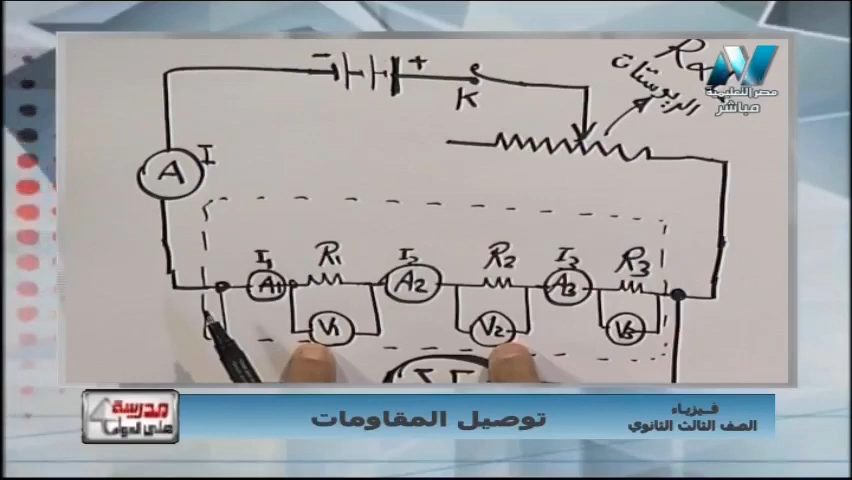 مصر التعليمية
مباشر
- +
K
الريوستات
A I
I1 R1 I2 R2 I3 R3
A1 A2 A3
V1 V2 V3
مدرسة
على الهواء
توصيل المقاومات
فيزياء
الصف الثالث الثانوي